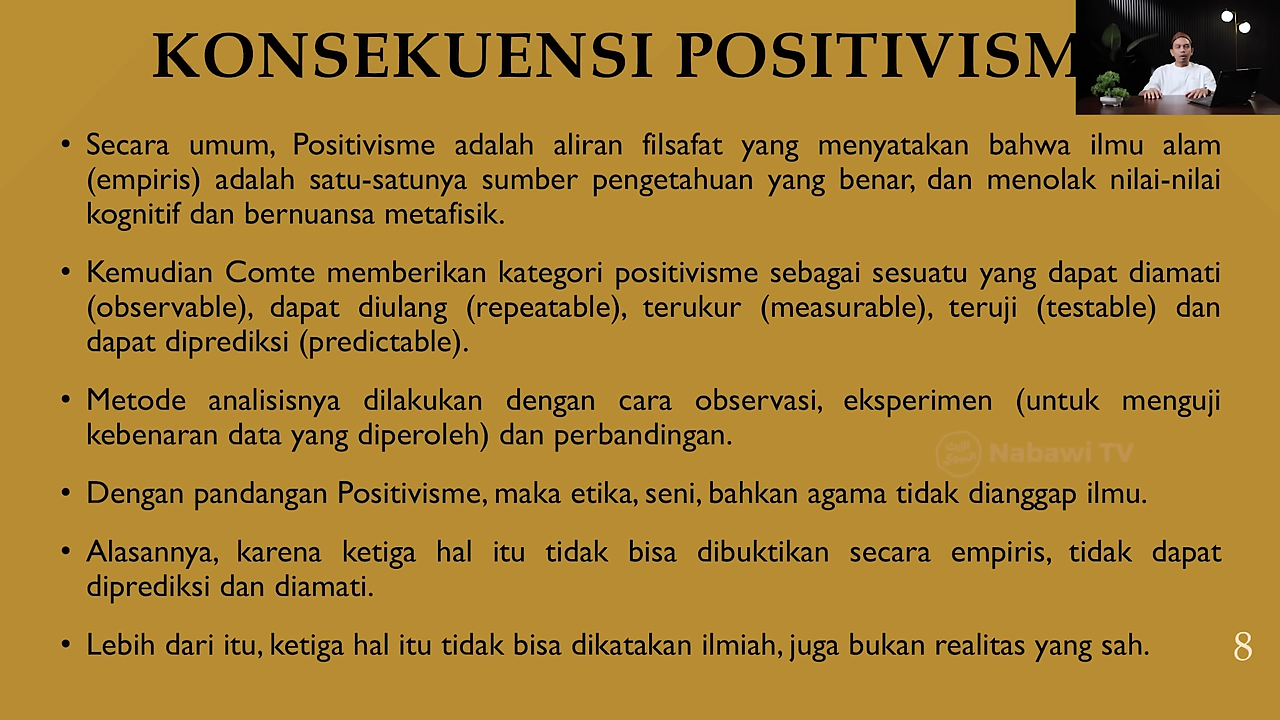 KONSEKUENSI POSITIVISM
• Secara umum, Positivisme adalah aliran filsafat yang menyatakan bahwa ilmu alam
(empiris) adalah satu-satunya sumber pengetahuan yang benar, dan menolak nilai-nilai
kognitif dan bernuansa metafisik.
• Kemudian Comte memberikan kategori positivisme sebagai sesuatu yang dapat diamati
(observable), dapat diulang (repeatable), terukur (measurable), teruji (testable) dan
dapat diprediksi (predictable).
• Metode analisisnya dilakukan dengan cara observasi, eksperimen (untuk menguji
kebenaran data yang diperoleh) dan perbandingan.
Nabawi TV
• Dengan pandangan Positivisme, maka etika, seni, bahkan agama tidak dianggap ilmu.
• Alasannya, karena ketiga hal itu tidak bisa dibuktikan secara empiris, tidak dapat
diprediksi dan diamati.
• Lebih dari itu, ketiga hal itu tidak bisa dikatakan ilmiah, juga bukan realitas yang sah.
8